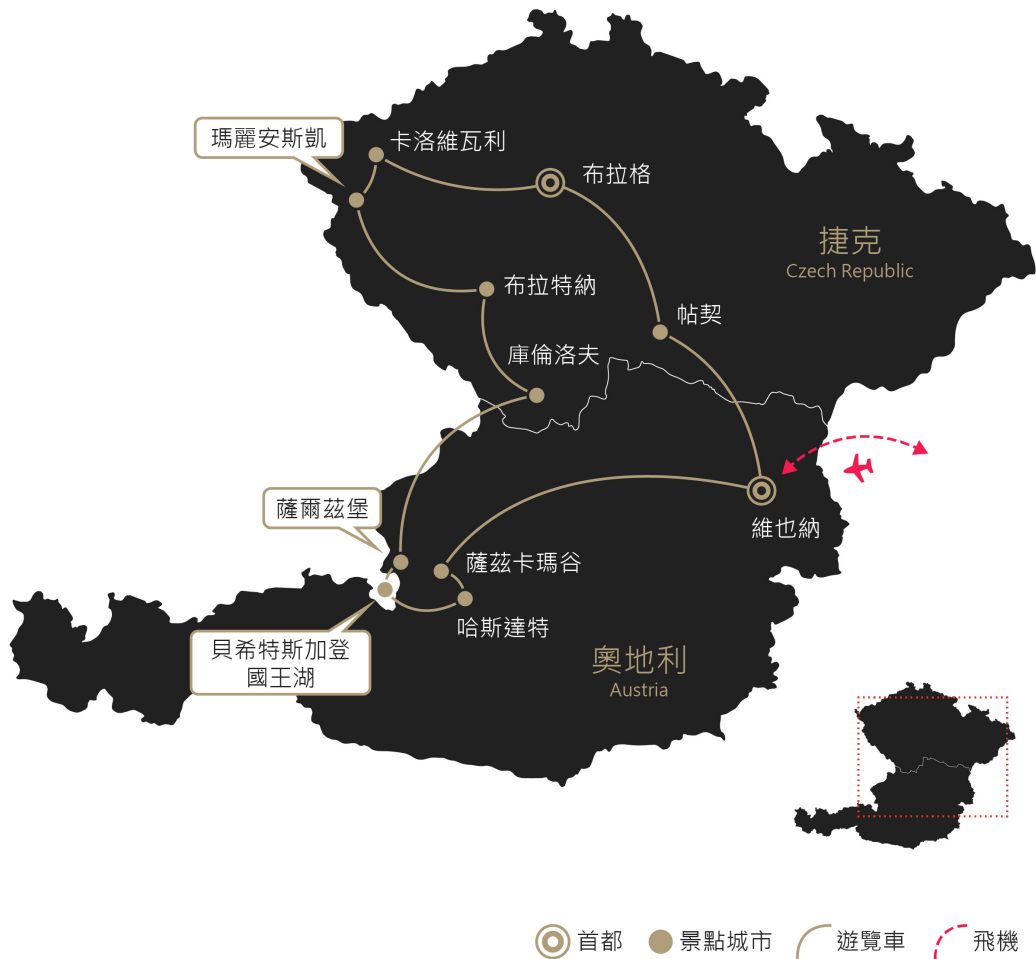 瑪麗安斯凱
卡洛維瓦利
布拉格
捷克
Czech Republic
布拉特納
帖契
庫倫洛夫
薩爾茲堡
維也納
薩茲卡瑪谷
哈斯達特
貝希特斯加登
國王湖
奧地利
Austria
首都
景點城市
遊覽車
飛機